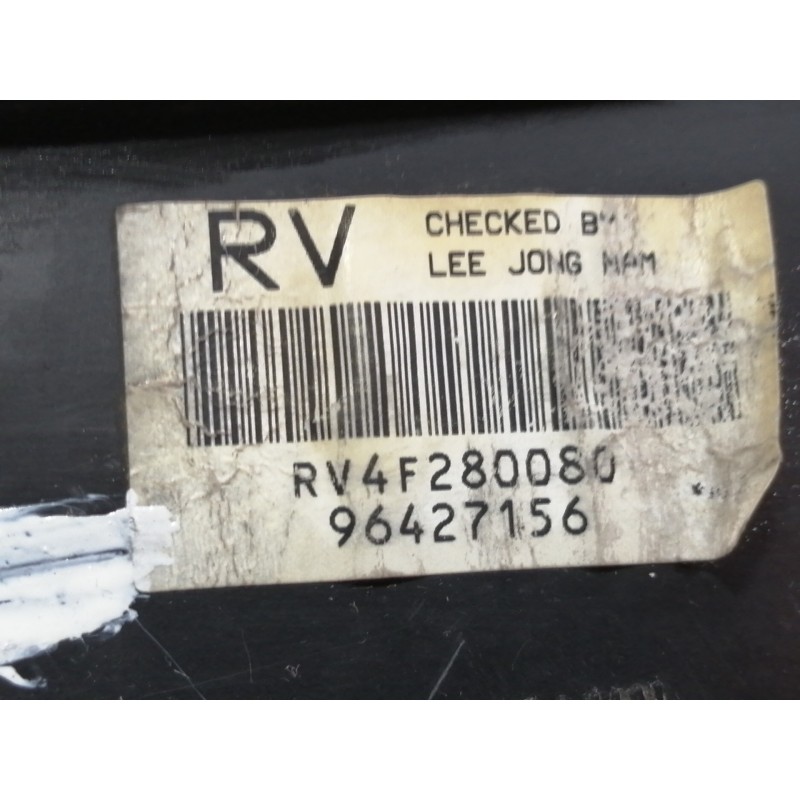 RV
CHECKED BY
LEE JONG NAM
RV4F280080
96427156